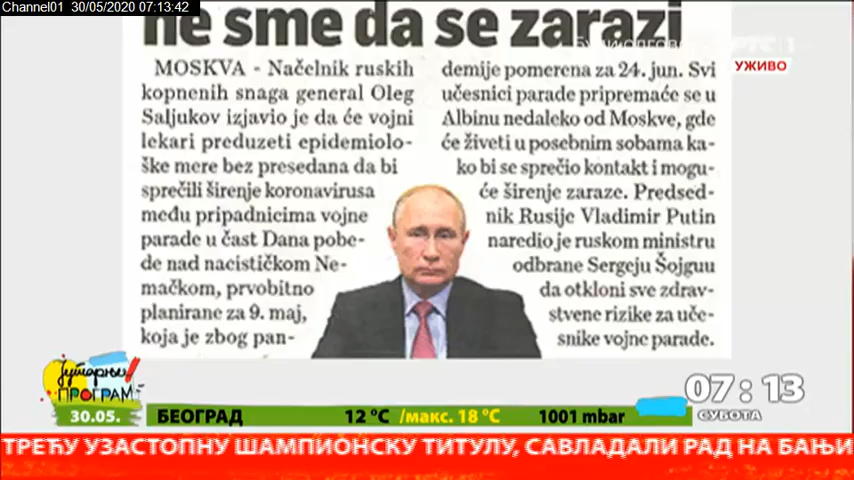 Channel01 30/05/2020 07:13:42
ne sme da se zarazi
УЖИВО
MOSKVA - Načelnik ruskih
kopnenih snaga general Oleg
Saljukov izjavio je da će vojni
lekari preduzeti epidemiolo-
ške mere bez presedana da bi
sprečili širenje koronavirusa
među pripadnicima vojne
parade u čast Dana pobe-
de nad nacističkom Ne-
mačkom, prvobitno
planirane za 9. maj,
koja je zbog pan-
demije pomerena za 24. jun. Svi
učesnici parade pripremaće se u
Albinu nedaleko od Moskve, gde
će živeti u posebnim sobama ka-
ko bi se sprečio kontakt i mogu-
će širenje zaraze. Predsed-
nik Rusije Vladimir Putin
naredio je ruskom ministru
odbrane Sergeju Šojguu
da otkloni sve zdrav-
stvene rizike za uče-
snike vojne parade.
Јутарњи
ПРОГРАМ
30.05.
БЕОГРАД 12 °C /макс. 18 °C 1001 mbar
07:13
СУБОТА
ТРЕЋУ УЗАСТОПНУ ШАМПИОНСКУ ТИТУЛУ, САВЛАДАЛИ РАД НА БАЊИ